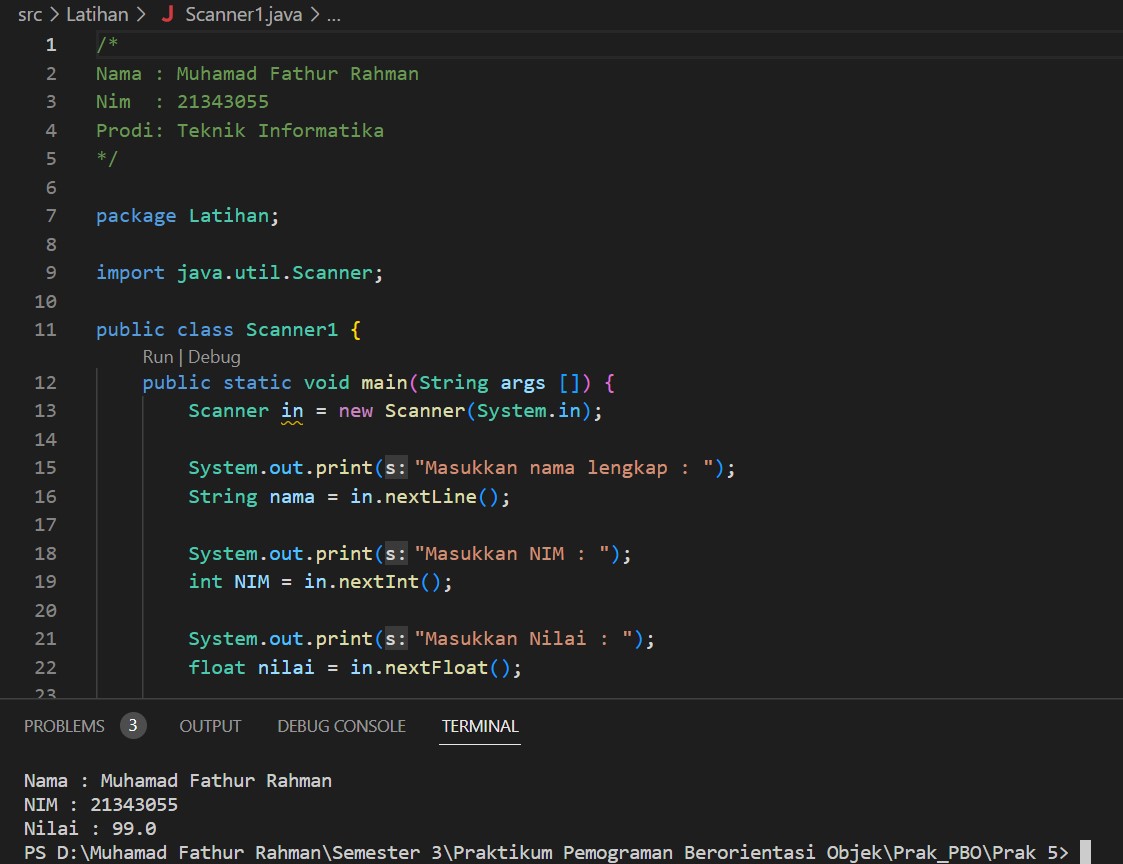 src > Latihan > J Scanner1.java > ...
1 /*
2 Nama : Muhamad Fathur Rahman
3 Nim  : 21343055
4 Prodi: Teknik Informatika
5 */
6
7 package Latihan;
8
9 import java.util.Scanner;
10
11 public class Scanner1 {
Run | Debug
12     public static void main(String args []) {
13         Scanner in = new Scanner(System.in);
14
15         System.out.print(s: "Masukkan nama lengkap : ");
16         String nama = in.nextLine();
17
18         System.out.print(s: "Masukkan NIM : ");
19         int NIM = in.nextInt();
20
21         System.out.print(s: "Masukkan Nilai : ");
22         float nilai = in.nextFloat();
23
PROBLEMS 3 OUTPUT DEBUG CONSOLE TERMINAL
Nama : Muhamad Fathur Rahman
NIM : 21343055
Nilai : 99.0
PS D:\Muhamad Fathur Rahman\Semester 3\Praktikum Pemograman Berorientasi Objek\Prak_PBO\Prak 5>